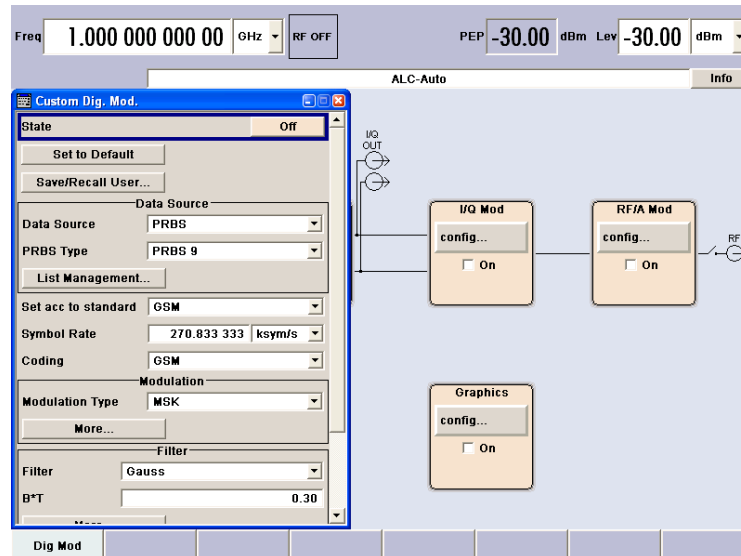 Freq 1.000 000 000 00 GHz RF OFF PEP -30.00 dBm Lev -30.00 dBm
ALC-Auto Info
Custom Dig. Mod.
State Off
Set to Default
Save/Recall User...
Data Source
Data Source PRBS
PRBS Type PRBS 9
List Management...
Set acc to standard GSM
Symbol Rate 270.833 333 ksym/s
Coding GSM
Modulation
Modulation Type MSK
More...
Filter
Filter Gauss
B*T 0.30
I/Q
OUT
I/Q Mod
config...
On
RF/A Mod
config...
On
RF
Graphics
config...
On
Dig Mod